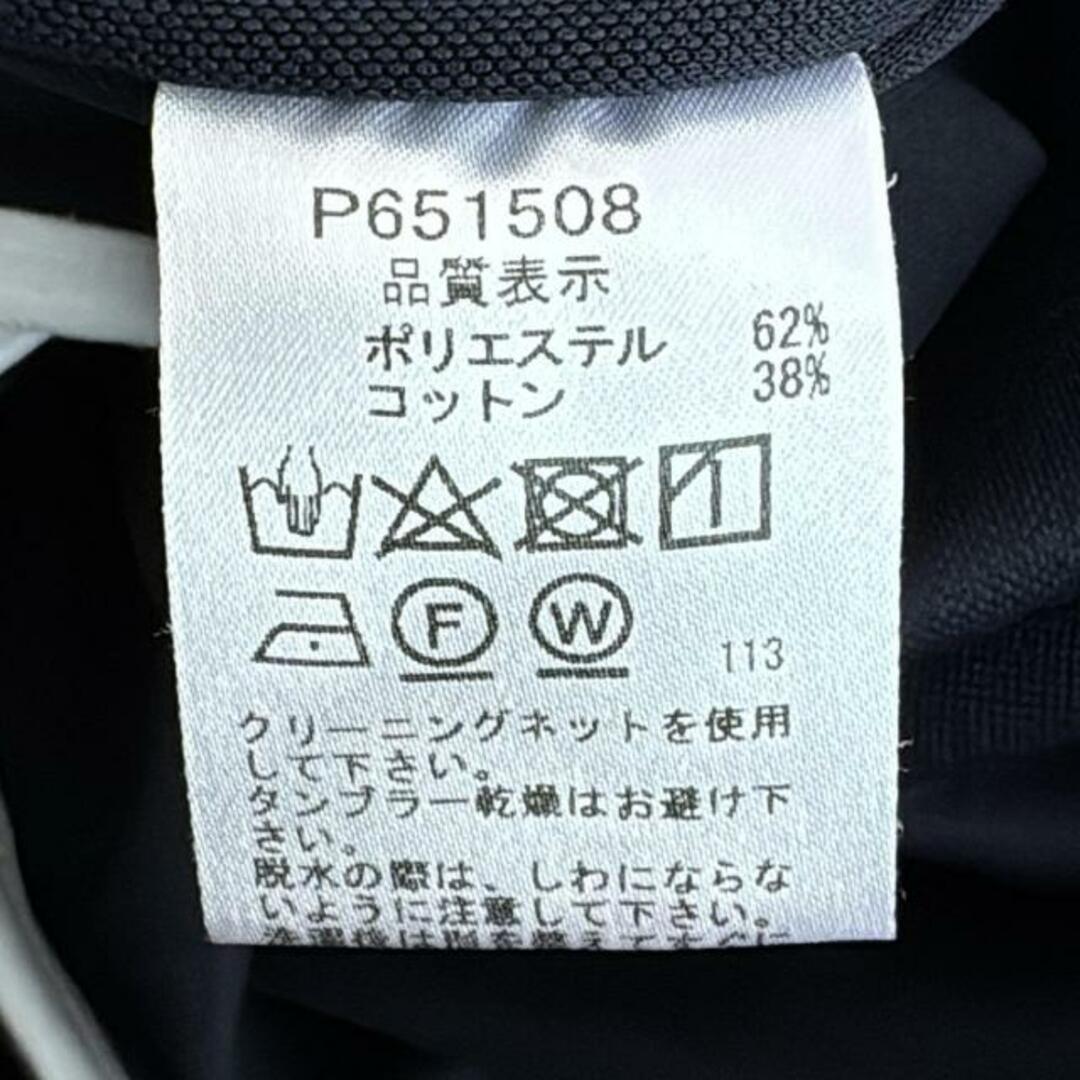 P651508
品質表示
ポリエステル 62%
コットン 38%
F W 113
クリーニングネットを使用
して下さい。
タンブラー乾燥はお避け下
さい。
脱水の際は、しわにならな
いように注意して下さい。